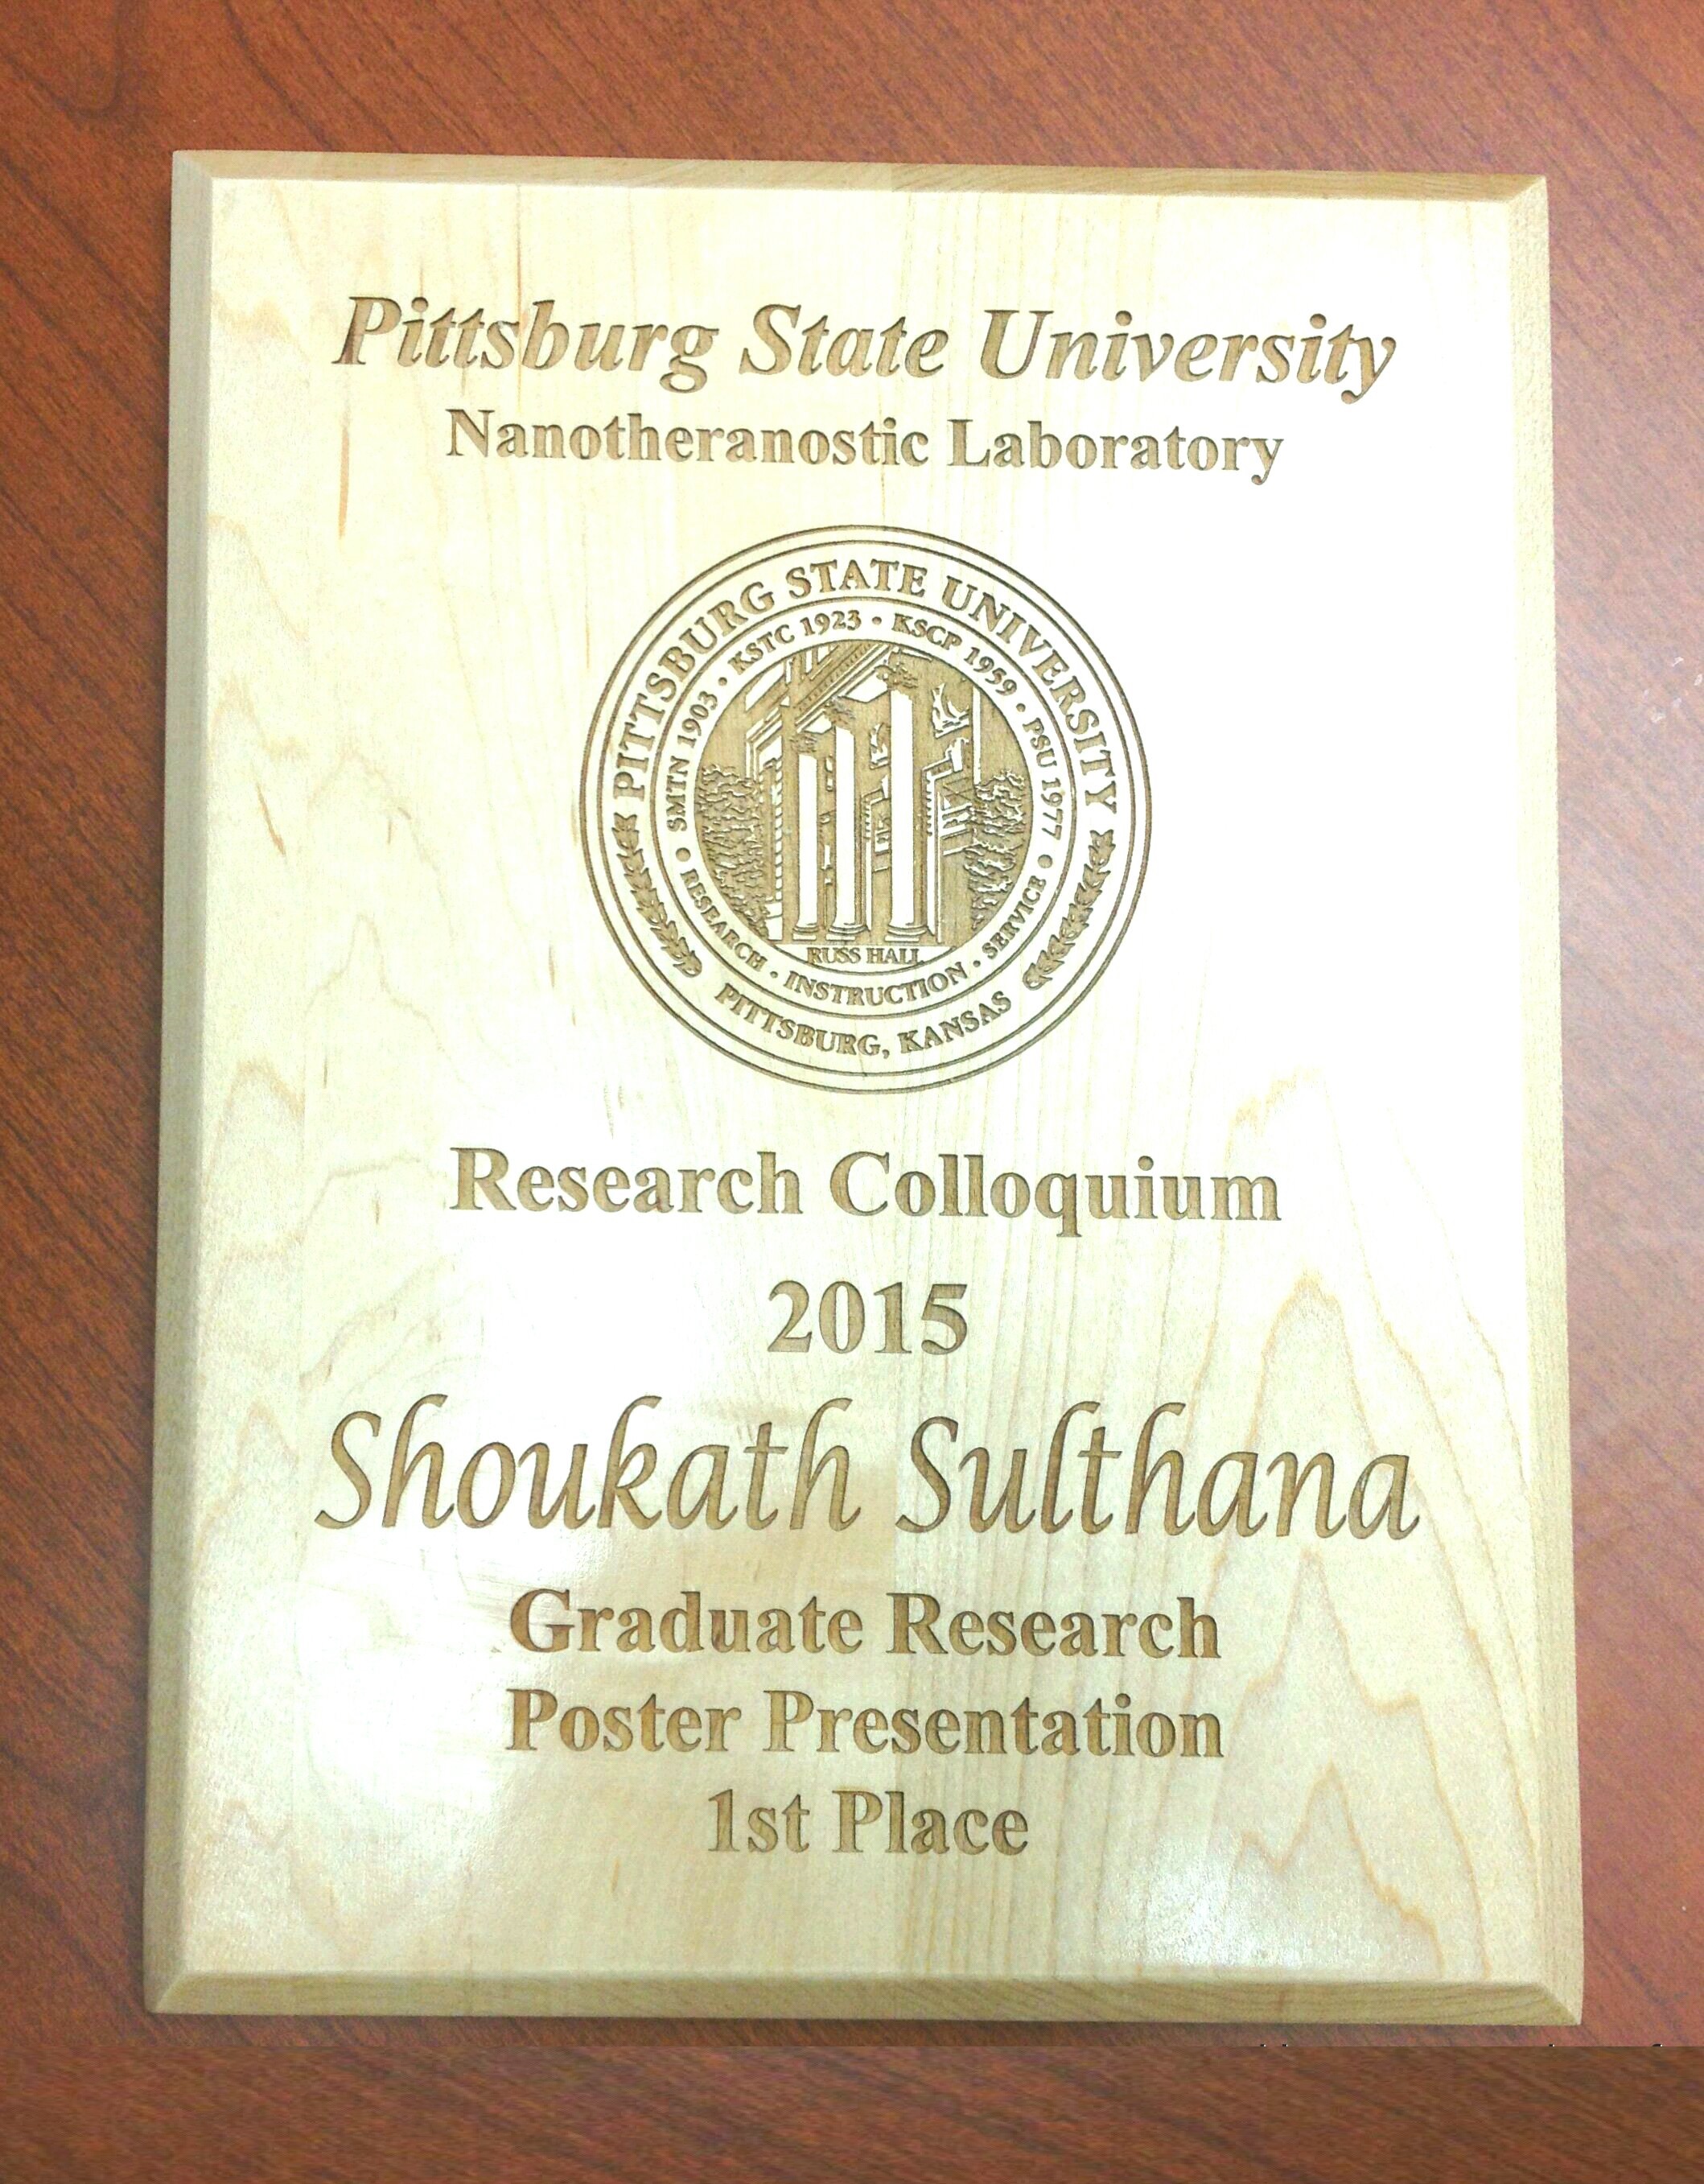 Pittsburg State University
Nanotheranostic Laboratory
PITTSBURG STATE UNIVERSITY
SMTN 1903 • KSTC 1923 • KSCP 1959 • PSU 1977
RUSS HALL
RESEARCH • INSTRUCTION • SERVICE
PITTSBURG, KANSAS
Research Colloquium
2015
Shoukath Sulthana
Graduate Research
Poster Presentation
1st Place